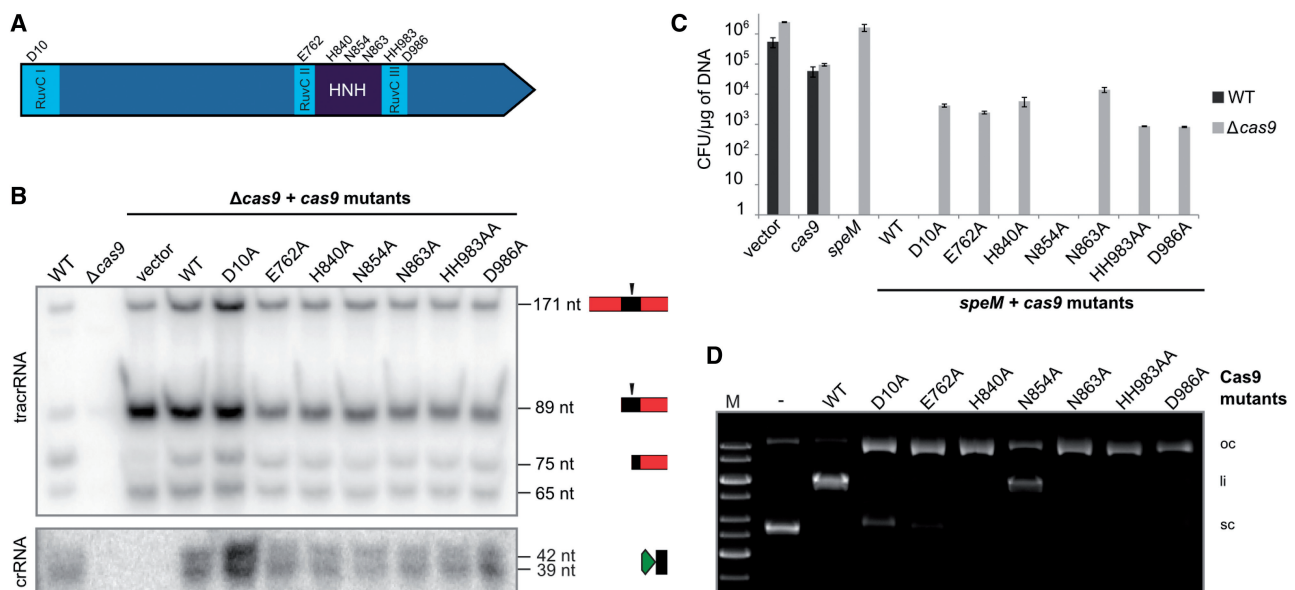 A
D10
E762
H840
N854
N863
HH983
D986
RuvC I
RuvC II
HNH
RuvC III
B
Δcas9 + cas9 mutants
WT
Δcas9
vector
WT
D10A
E762A
H840A
N854A
N863A
HH983AA
D986A
tracrRNA
171 nt
89 nt
75 nt
65 nt
crRNA
42 nt
39 nt
C
CFU/µg of DNA
10⁶
10⁵
10⁴
10³
10²
10
1
WT
Δcas9
vector
cas9
speM
WT
D10A
E762A
H840A
N854A
N863A
HH983AA
D986A
speM + cas9 mutants
D
M
-
WT
D10A
E762A
H840A
N854A
N863A
HH983AA
D986A
Cas9
mutants
oc
li
sc